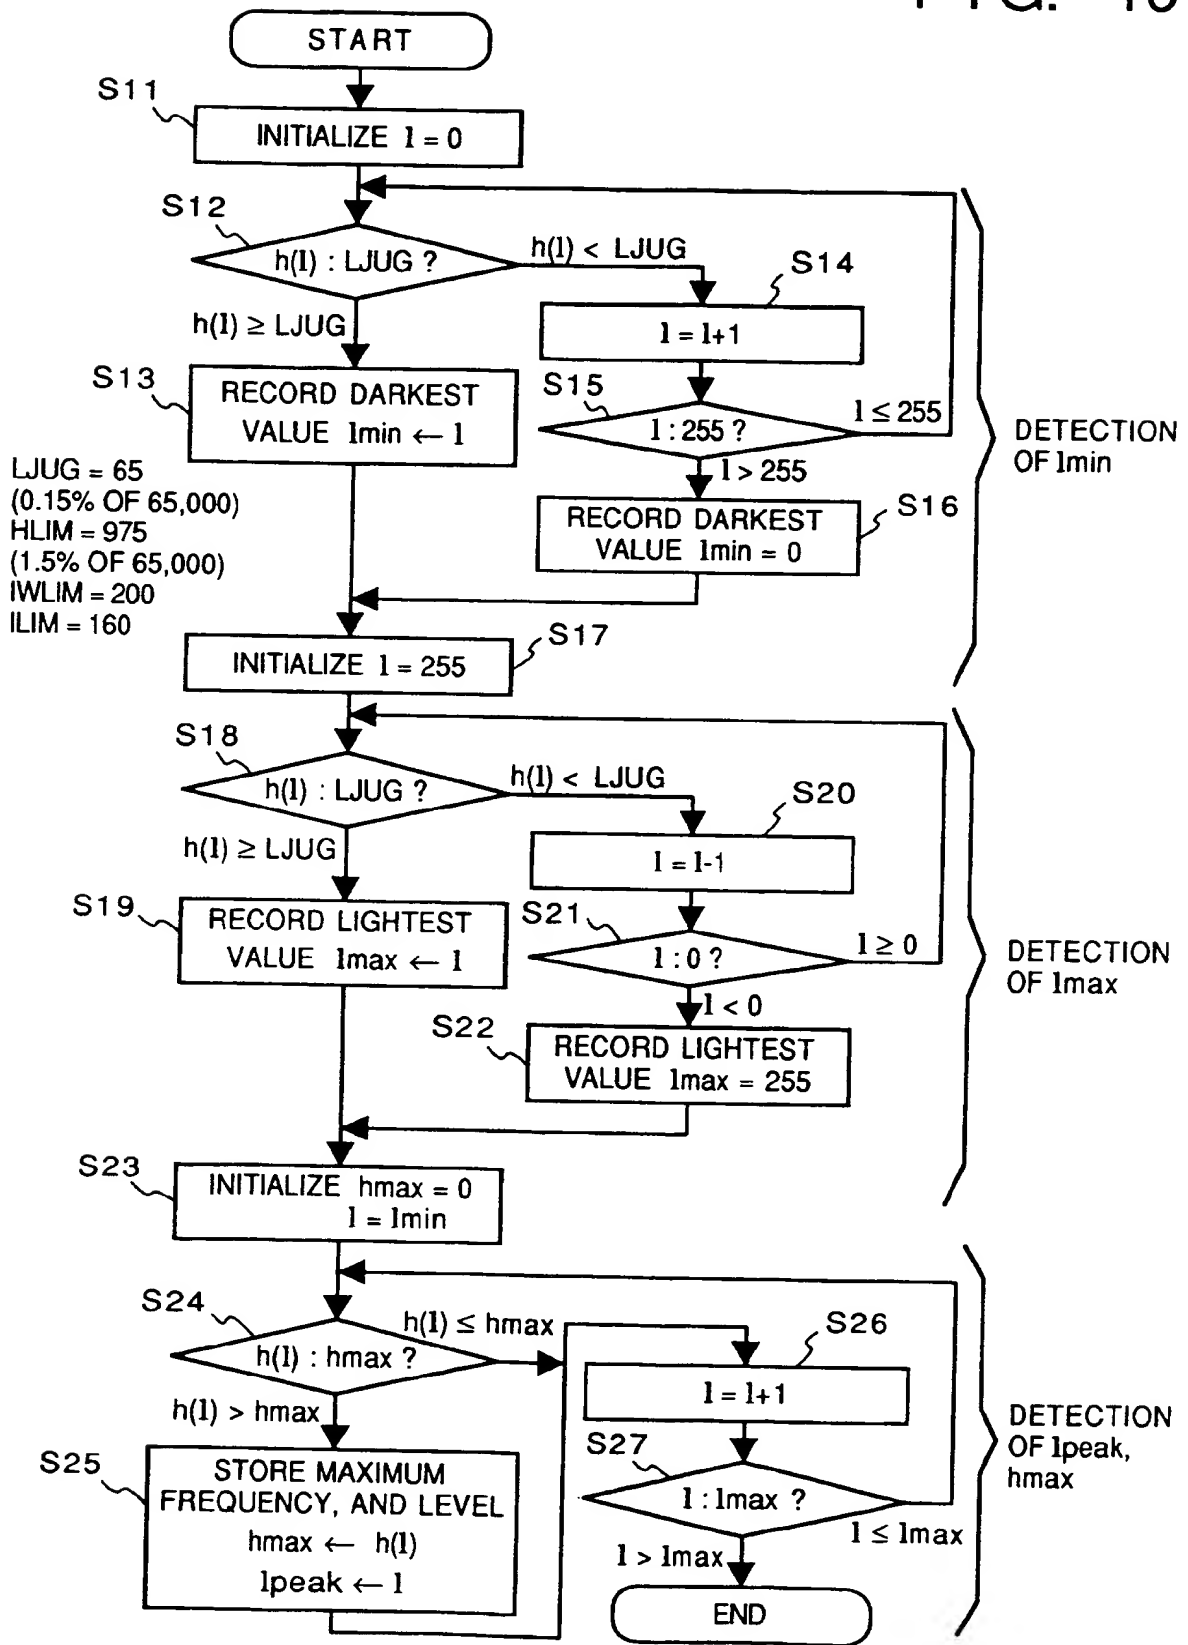 FIG. 10
START
S11
INITIALIZE l = 0
S12
h(l) : LJUG ?
h(l) < LJUG
S14
l = l+1
h(l) ≥ LJUG
S13
RECORD DARKEST
VALUE lmin ← l
S15
l : 255 ?
l ≤ 255
l > 255
DETECTION
OF lmin
LJUG = 65
(0.15% OF 65,000)
HLIM = 975
(1.5% OF 65,000)
IWLIM = 200
ILIM = 160
S16
RECORD DARKEST
VALUE lmin = 0
S17
INITIALIZE l = 255
S18
h(l) : LJUG ?
h(l) < LJUG
S20
l = l-1
h(l) ≥ LJUG
S19
RECORD LIGHTEST
VALUE lmax ← l
S21
l : 0 ?
l ≥ 0
l < 0
DETECTION
OF lmax
S22
RECORD LIGHTEST
VALUE lmax = 255
S23
INITIALIZE hmax = 0
l = lmin
S24
h(l) : hmax ?
h(l) ≤ hmax
S26
l = l+1
h(l) > hmax
S25
STORE MAXIMUM
FREQUENCY, AND LEVEL
hmax ← h(l)
lpeak ← l
S27
l : lmax ?
l ≤ lmax
l > lmax
DETECTION
OF lpeak,
hmax
END